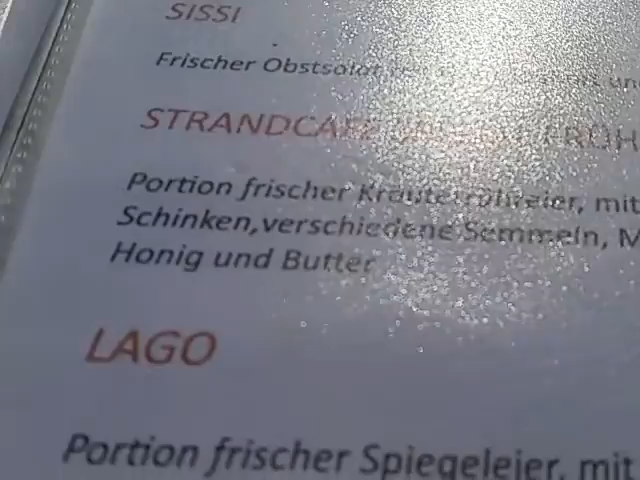 SISSI
Frischer Obstsalat
STRANDCAFE
Portion frischer Kräuterrühreier, mit
Schinken, verschiedene Semmeln, M
Honig und Butter
LAGO
Portion frischer Spiegeleier, mit